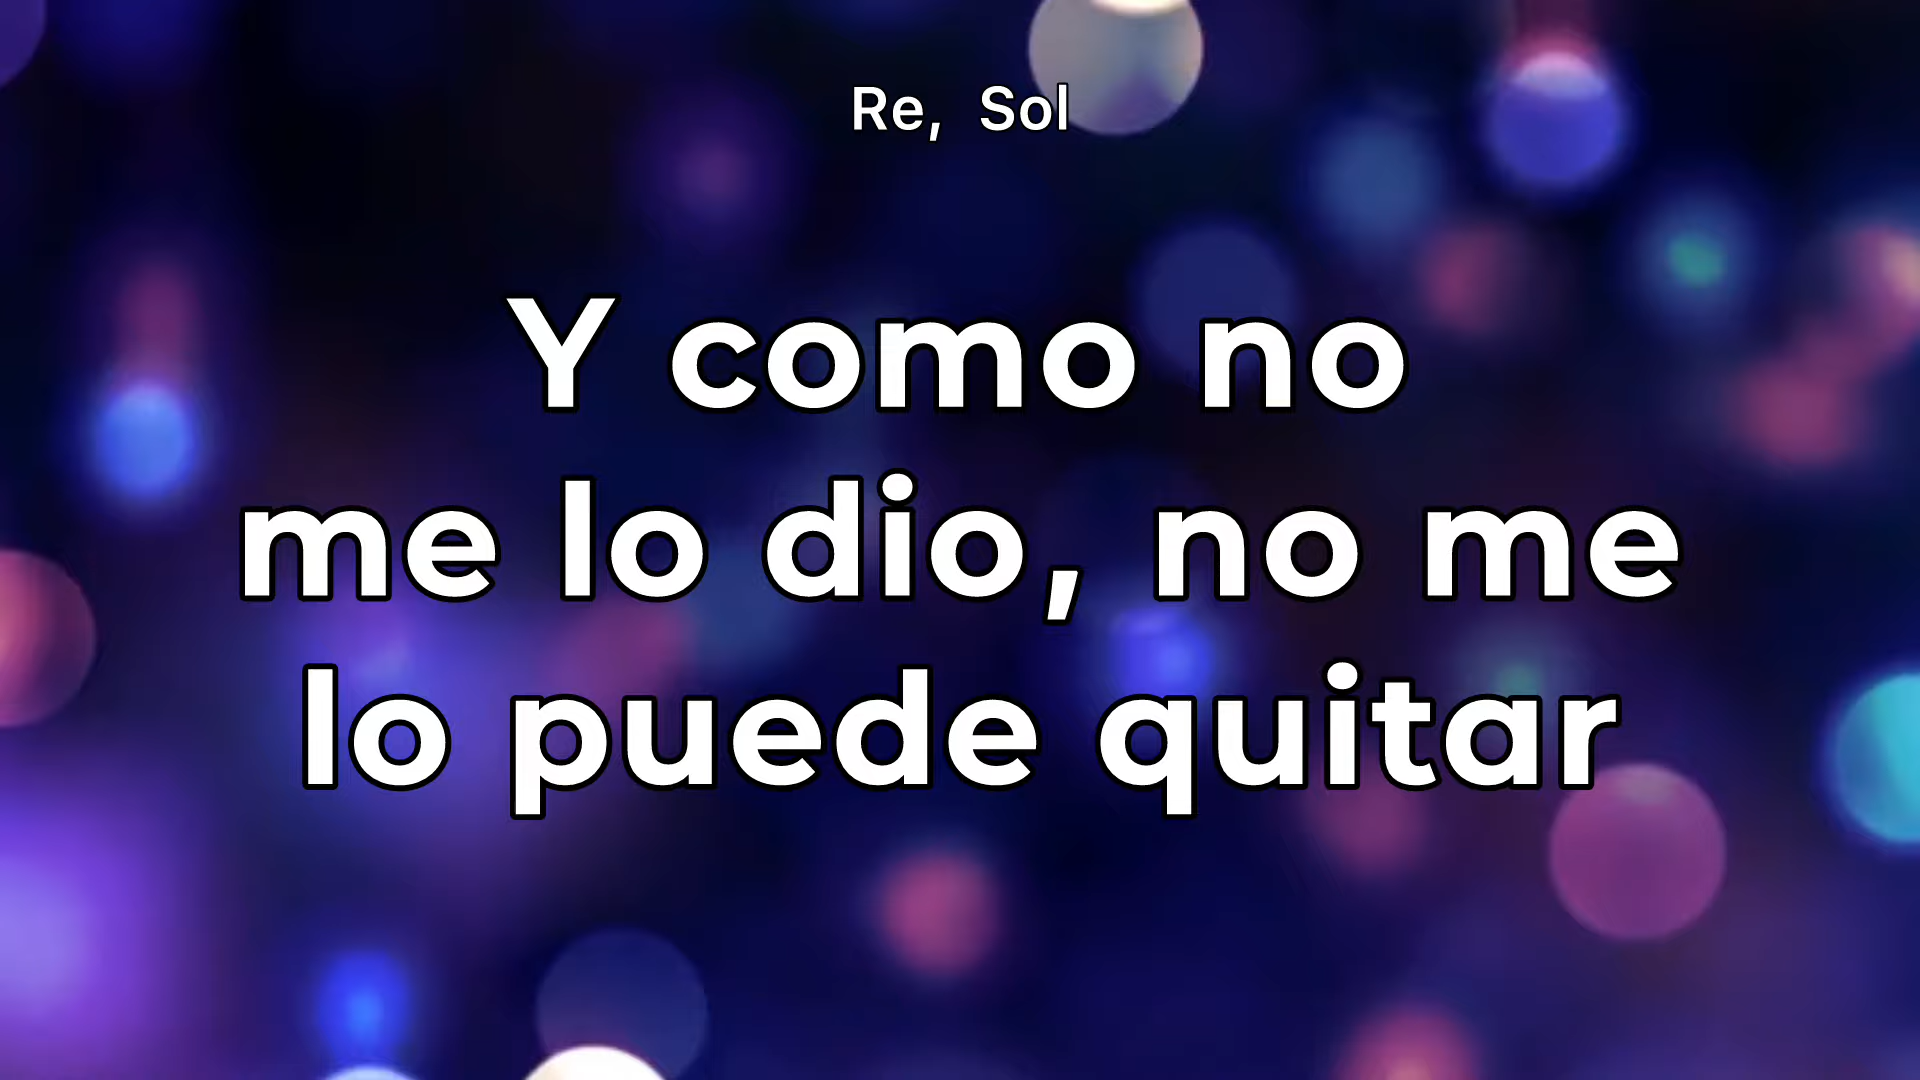 Re, Sol
Y como no
me lo dio, no me
lo puede quitar